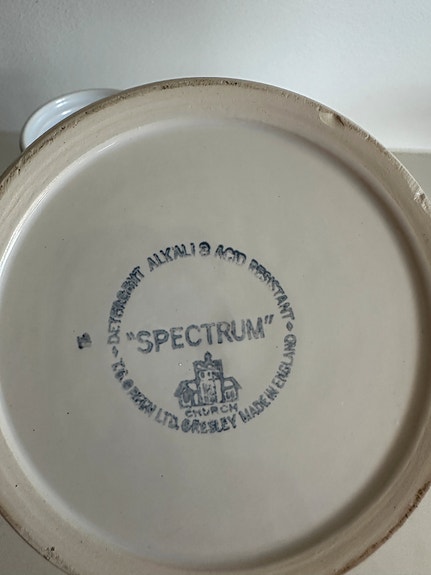 DETERGENT ALKALI & ACID RESISTANT
"SPECTRUM"
CHURCH
T.G. GREEN LTD. GRESLEY MADE IN ENGLAND